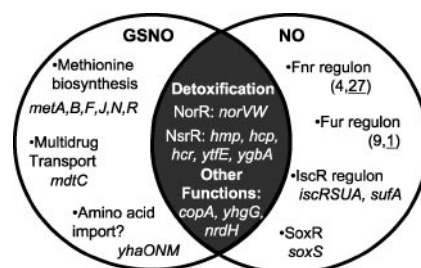 GSNO
•Methionine
biosynthesis
metA,B,F,J,N,R
•Multidrug
Transport
mdtC
•Amino acid
import?
yhaONM
Detoxification
NorR: norVW
NsrR: hmp, hcp,
hcr, ytfE, ygbA
Other
Functions:
copA, yhgG,
nrdH
NO
•Fnr regulon
(4,27)
•Fur regulon
(9,1)
•IscR regulon
iscRSUA, sufA
•SoxR
soxS